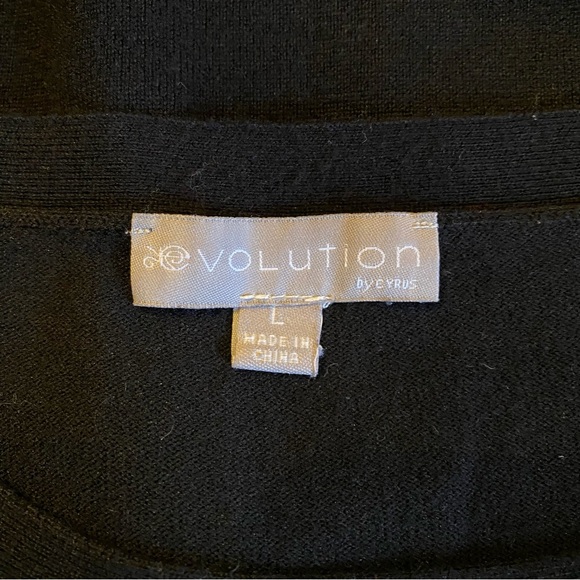 evolution
by CYRUS
L
MADE IN
CHINA